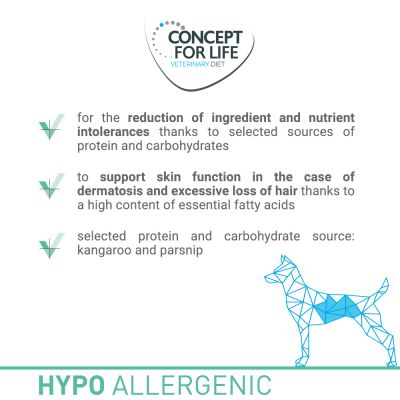 CONCEPT
FOR LIFE
VETERINARY DIET
for the reduction of ingredient and nutrient
intolerances thanks to selected sources of
protein and carbohydrates
to support skin function in the case of
dermatosis and excessive loss of hair thanks to
a high content of essential fatty acids
selected protein and carbohydrate source:
kangaroo and parsnip
HYPO ALLERGENIC